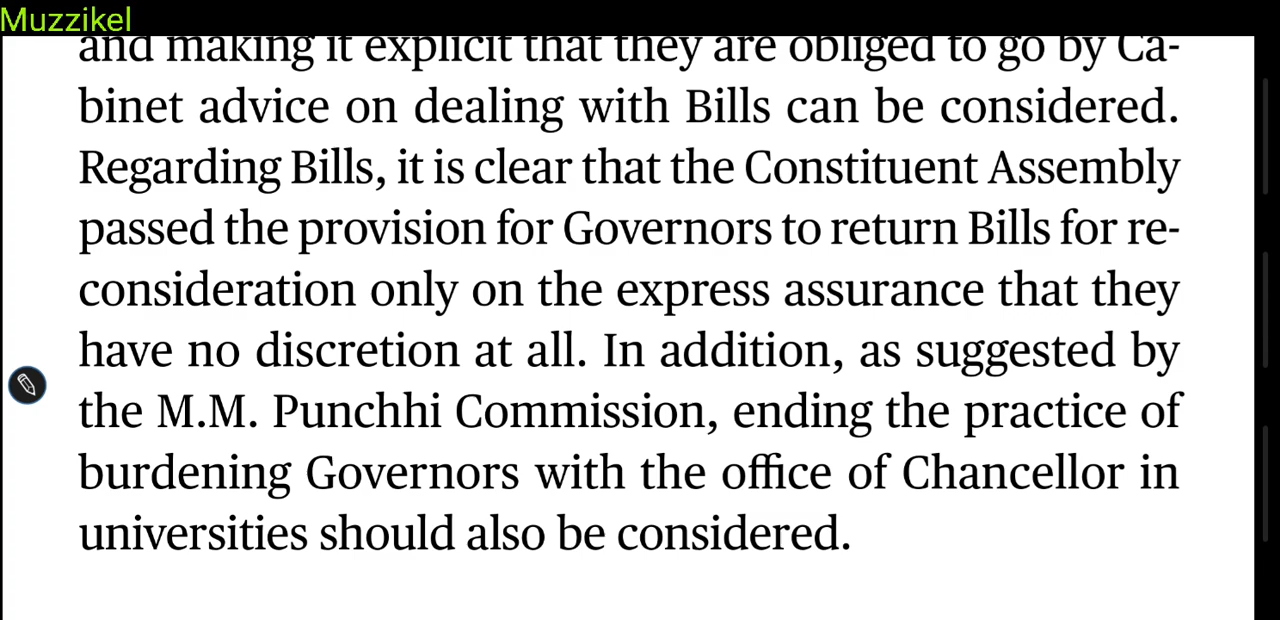 Muzzikel
and making it explicit that they are obliged to go by Ca-
binet advice on dealing with Bills can be considered.
Regarding Bills, it is clear that the Constituent Assembly
passed the provision for Governors to return Bills for re-
consideration only on the express assurance that they
have no discretion at all. In addition, as suggested by
the M.M. Punchhi Commission, ending the practice of
burdening Governors with the office of Chancellor in
universities should also be considered.